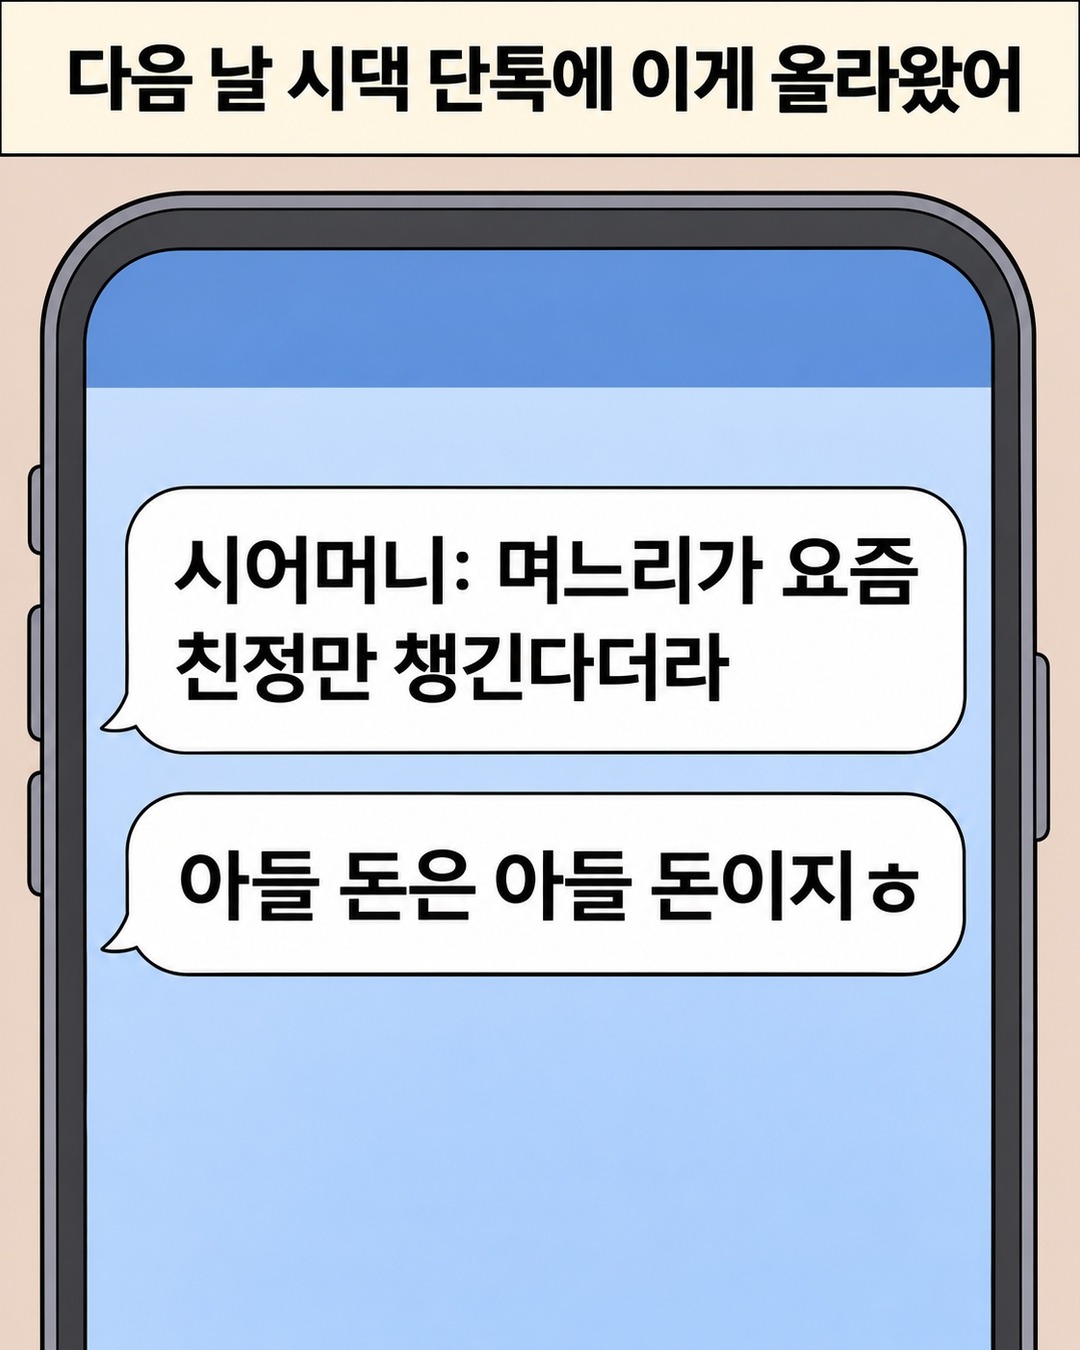 다음 날 시댁 단톡에 이게 올라왔어
시어머니: 며느리가 요즘
친정만 챙긴다더라
아들 돈은 아들 돈이지ㅎ